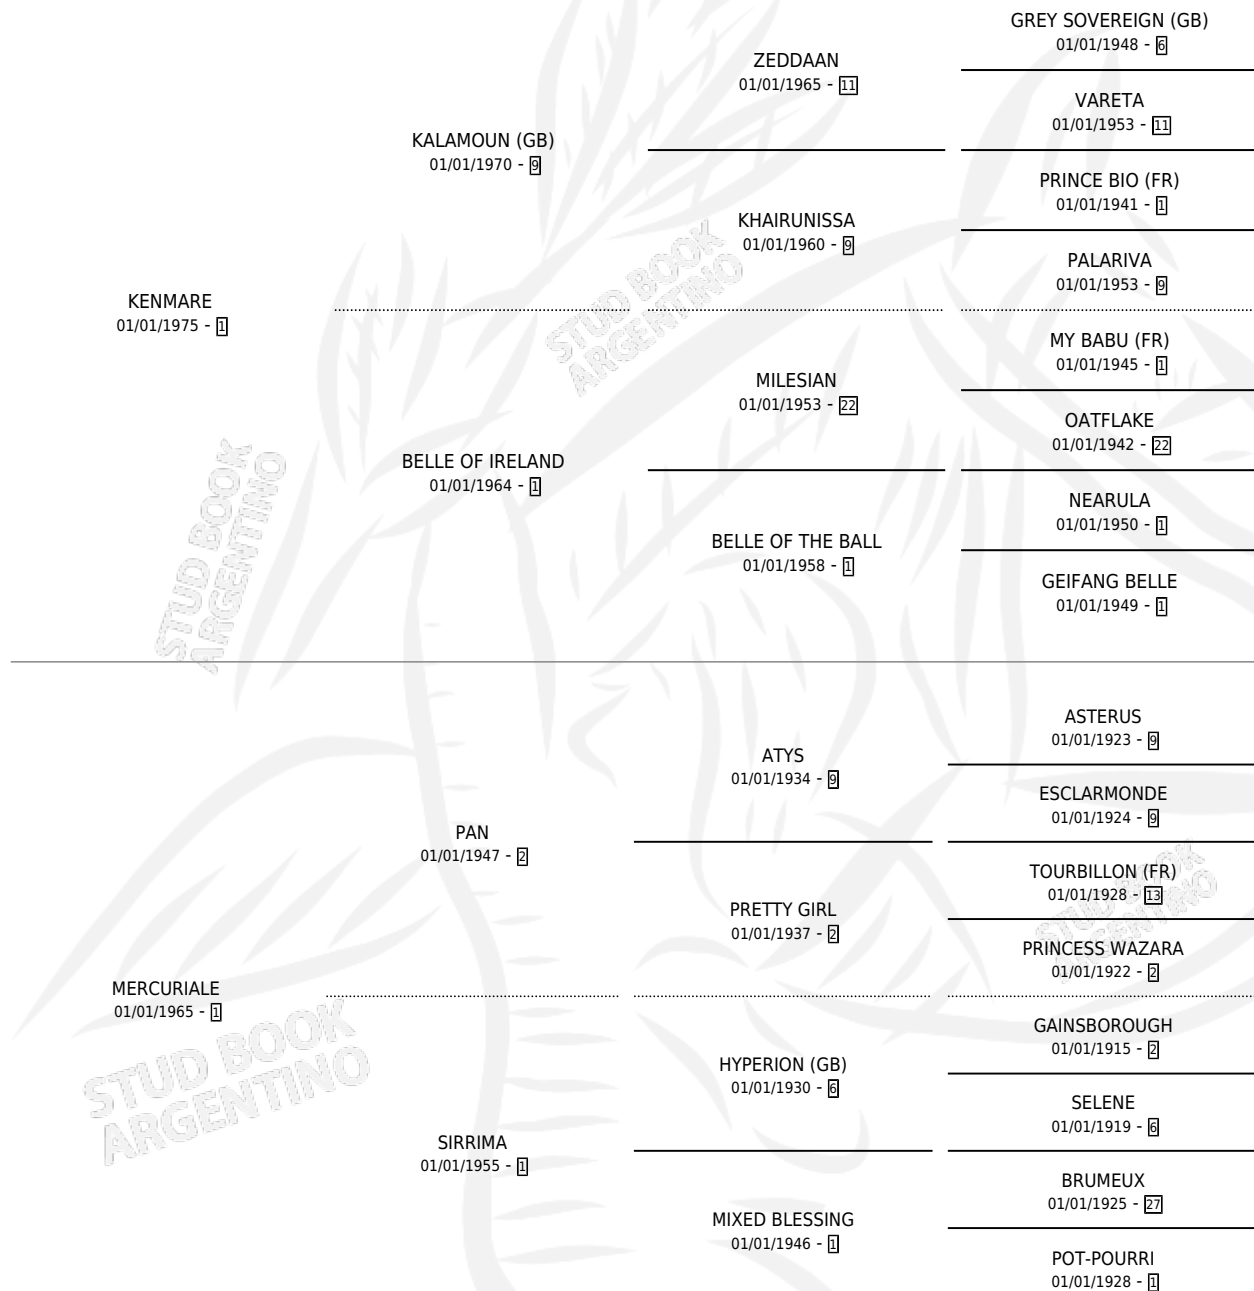 GREY SOVEREIGN (GB)
01/01/1948 - 6
ZEDDAAN
01/01/1965 - 11
VARETA
01/01/1953 - 11
KALAMOUN (GB)
01/01/1970 - 9
PRINCE BIO (FR)
01/01/1941 - 1
KHAIRUNISSA
01/01/1960 - 9
PALARIVA
01/01/1953 - 9
KENMARE
01/01/1975 - 1
MY BABU (FR)
01/01/1945 - 1
MILESIAN
01/01/1953 - 22
OATFLAKE
01/01/1942 - 22
BELLE OF IRELAND
01/01/1964 - 1
NEARULA
01/01/1950 - 1
BELLE OF THE BALL
01/01/1958 - 1
GEIFANG BELLE
01/01/1949 - 1
STUD BOOK
ARGENTINO
STUD BOOK
ARGENTINO
ASTERUS
01/01/1923 - 9
ATYS
01/01/1934 - 9
ESCLARMONDE
01/01/1924 - 9
PAN
01/01/1947 - 2
TOURBILLON (FR)
01/01/1928 - 13
PRETTY GIRL
01/01/1937 - 2
PRINCESS WAZARA
01/01/1922 - 2
MERCURIALE
01/01/1965 - 1
GAINSBOROUGH
01/01/1915 - 2
HYPERION (GB)
01/01/1930 - 6
SELENE
01/01/1919 - 6
SIRRIMA
01/01/1955 - 1
BRUMEUX
01/01/1925 - 27
MIXED BLESSING
01/01/1946 - 1
POT-POURRI
01/01/1928 - 1
STUD BOOK
ARGENTINO
STUD BOOK
ARGENTINO